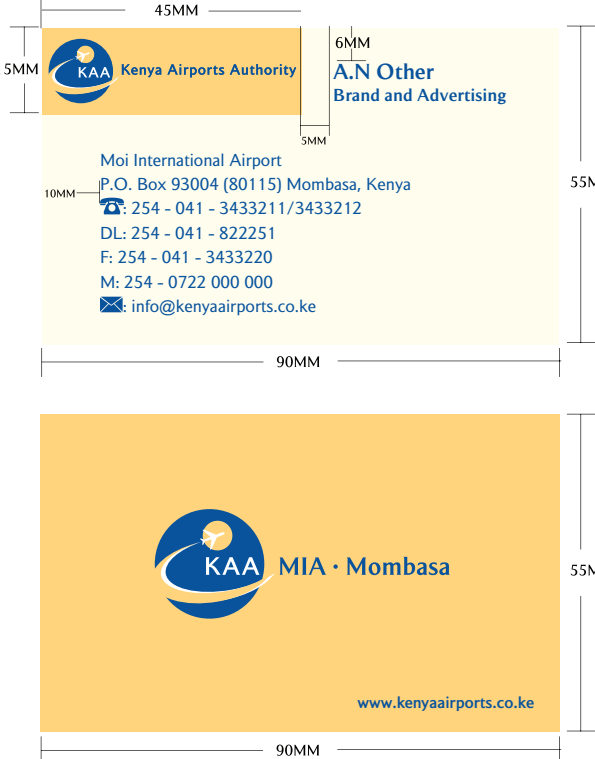 45MM
6MM
5MM
KAA Kenya Airports Authority
A.N Other
Brand and Advertising
5MM
Moi International Airport
10MM
P.O. Box 93004 (80115) Mombasa, Kenya
: 254 - 041 - 3433211/3433212
DL: 254 - 041 - 822251
F: 254 - 041 - 3433220
M: 254 - 0722 000 000
: info@kenyaairports.co.ke
55M
90MM
KAA MIA · Mombasa
55M
www.kenyaairports.co.ke
90MM